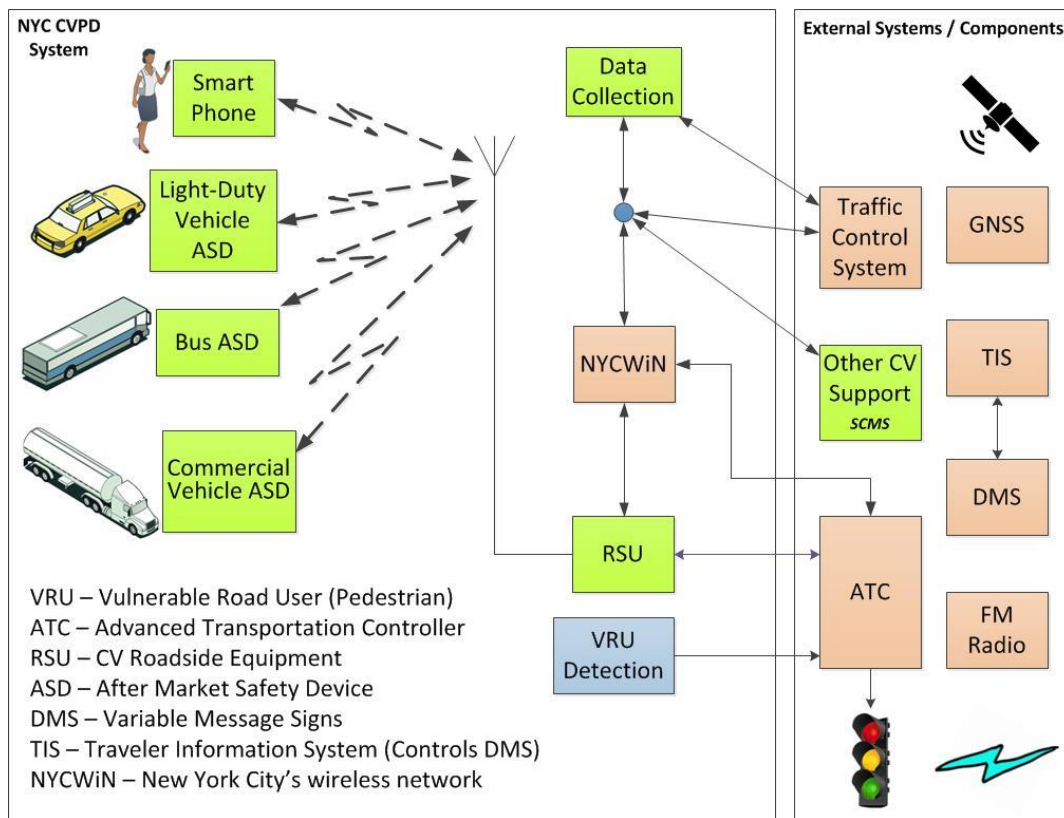 NYC CVPD
System
External Systems / Components
Smart
Phone
Data
Collection
Light-Duty
Vehicle
ASD
Traffic
Control
System
GNSS
Bus ASD
NYCWiN
Other CV
Support
SCMS
TIS
Commercial
Vehicle ASD
DMS
RSU
ATC
VRU
Detection
FM
Radio
VRU – Vulnerable Road User (Pedestrian)
ATC – Advanced Transportation Controller
RSU – CV Roadside Equipment
ASD – After Market Safety Device
DMS – Variable Message Signs
TIS – Traveler Information System (Controls DMS)
NYCWiN – New York City's wireless network